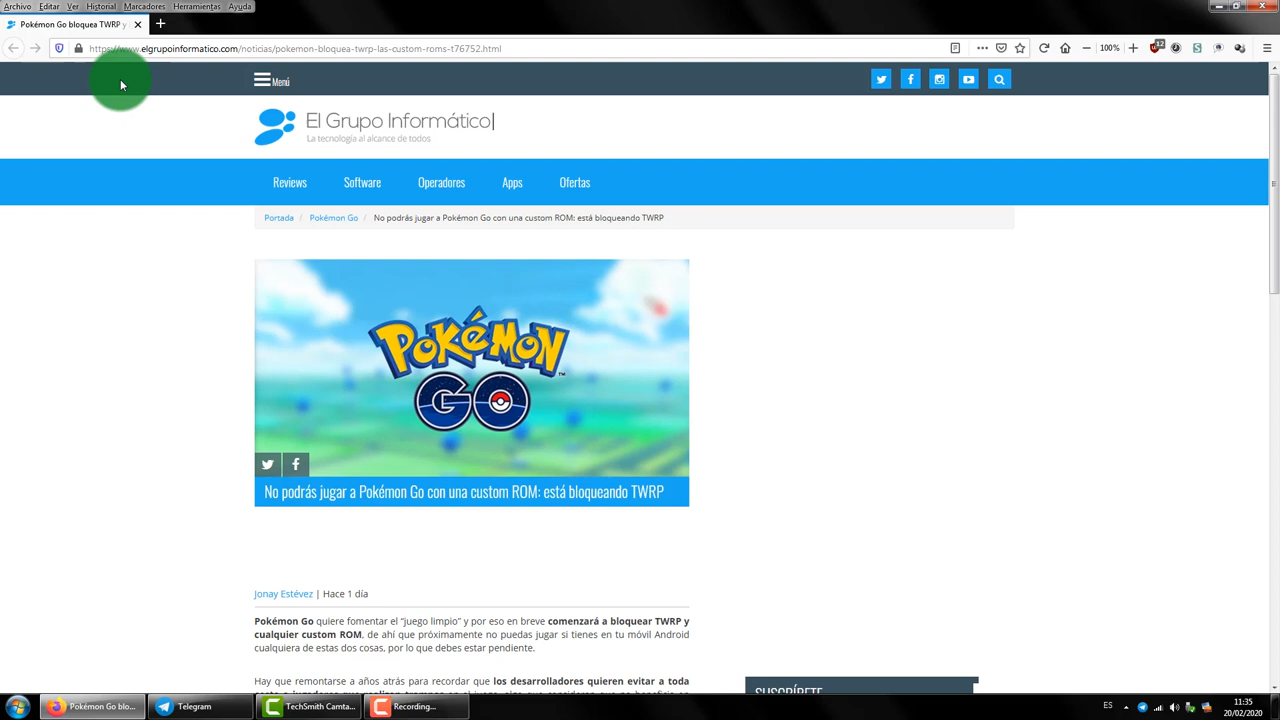 Archivo Editar Ver Historial Marcadores Herramientas Ayuda
Pokémon Go bloquea TWRP y
https://www.elgrupoinformatico.com/noticias/pokemon-bloquea-twrp-las-custom-roms-t76752.html
100%
12
Menú
El Grupo Informático|
La tecnología al alcance de todos
Reviews Software Operadores Apps Ofertas
Portada / Pokémon Go / No podrás jugar a Pokémon Go con una custom ROM: está bloqueando TWRP
POKÉMON
GO
No podrás jugar a Pokémon Go con una custom ROM: está bloqueando TWRP
Jonay Estévez | Hace 1 día
Pokémon Go quiere fomentar el “juego limpio” y por eso en breve comenzará a bloquear TWRP y
cualquier custom ROM, de ahí que próximamente no puedas jugar si tienes en tu móvil Android
cualquiera de estas dos cosas, por lo que debes estar pendiente.
Hay que remontarse a años atrás para recordar que los desarrolladores quieren evitar a toda
SUSCRÍBETE
Pokémon Go blo...
Telegram
TechSmith Camta...
Recording...
ES
11:35
20/02/2020